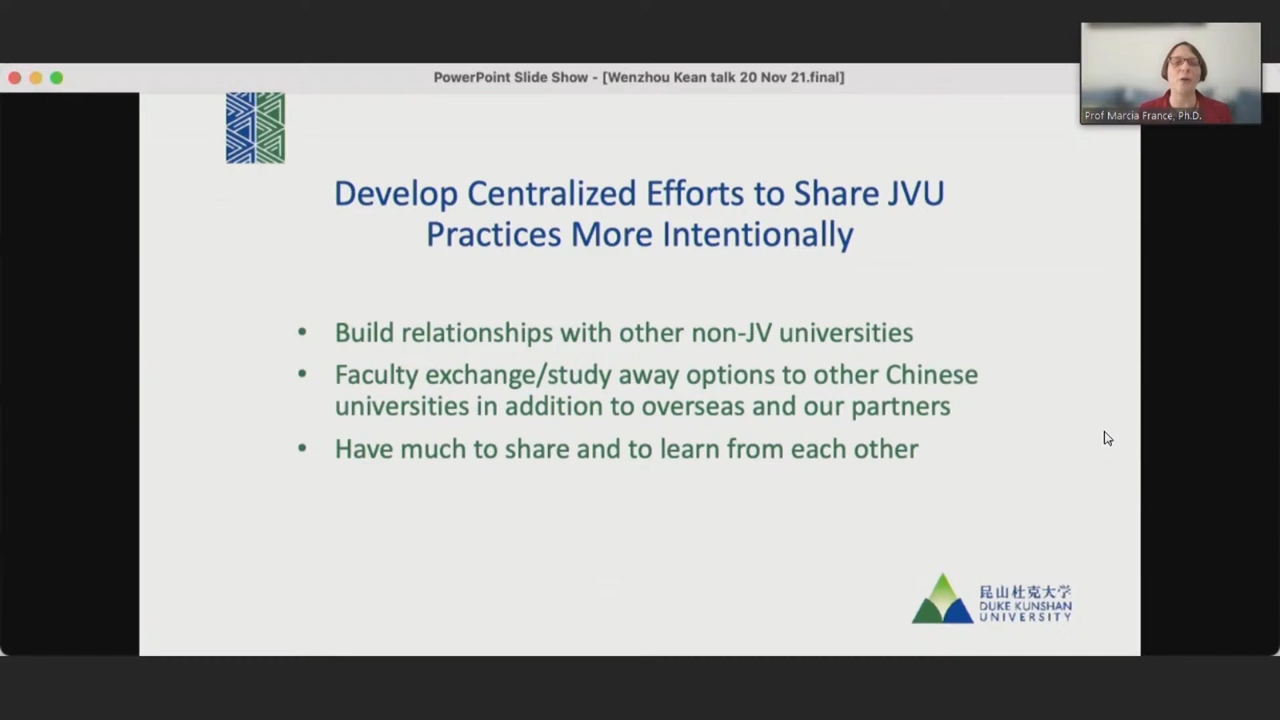 PowerPoint Slide Show - [Wenzhou Kean talk 20 Nov 21.final]
Prof Marcia France, Ph.D.
Develop Centralized Efforts to Share JVU
Practices More Intentionally
• Build relationships with other non-JV universities
• Faculty exchange/study away options to other Chinese
universities in addition to overseas and our partners
• Have much to share and to learn from each other
昆山杜克大学
DUKE KUNSHAN
UNIVERSITY